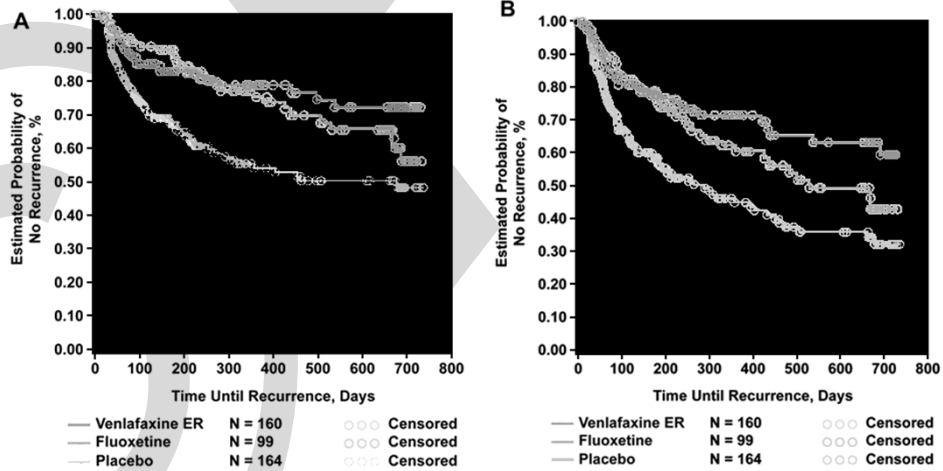 A
Estimated Probability of
No Recurrence, %
1.00
0.90
0.80
0.70
0.60
0.50
0.40
0.30
0.20
0.10
0.00
0 100 200 300 400 500 600 700 800
Time Until Recurrence, Days
Venlafaxine ER N = 160 Censored
Fluoxetine N = 99 Censored
Placebo N = 164 Censored
B
Estimated Probability of
No Recurrence, %
1.00
0.90
0.80
0.70
0.60
0.50
0.40
0.30
0.20
0.10
0.00
0 100 200 300 400 500 600 700 800
Time Until Recurrence, Days
Venlafaxine ER N = 160 Censored
Fluoxetine N = 99 Censored
Placebo N = 164 Censored